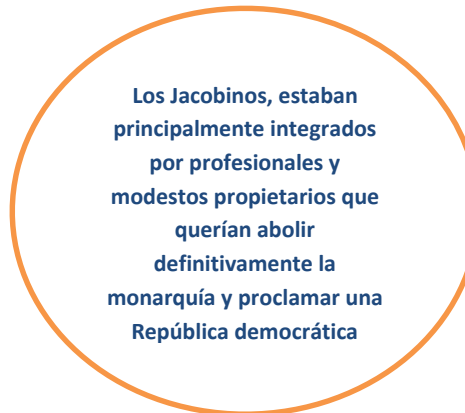 Los Jacobinos, estaban
principalmente integrados
por profesionales y
modestos propietarios que
querían abolir
definitivamente la
monarquía y proclamar una
República democrática